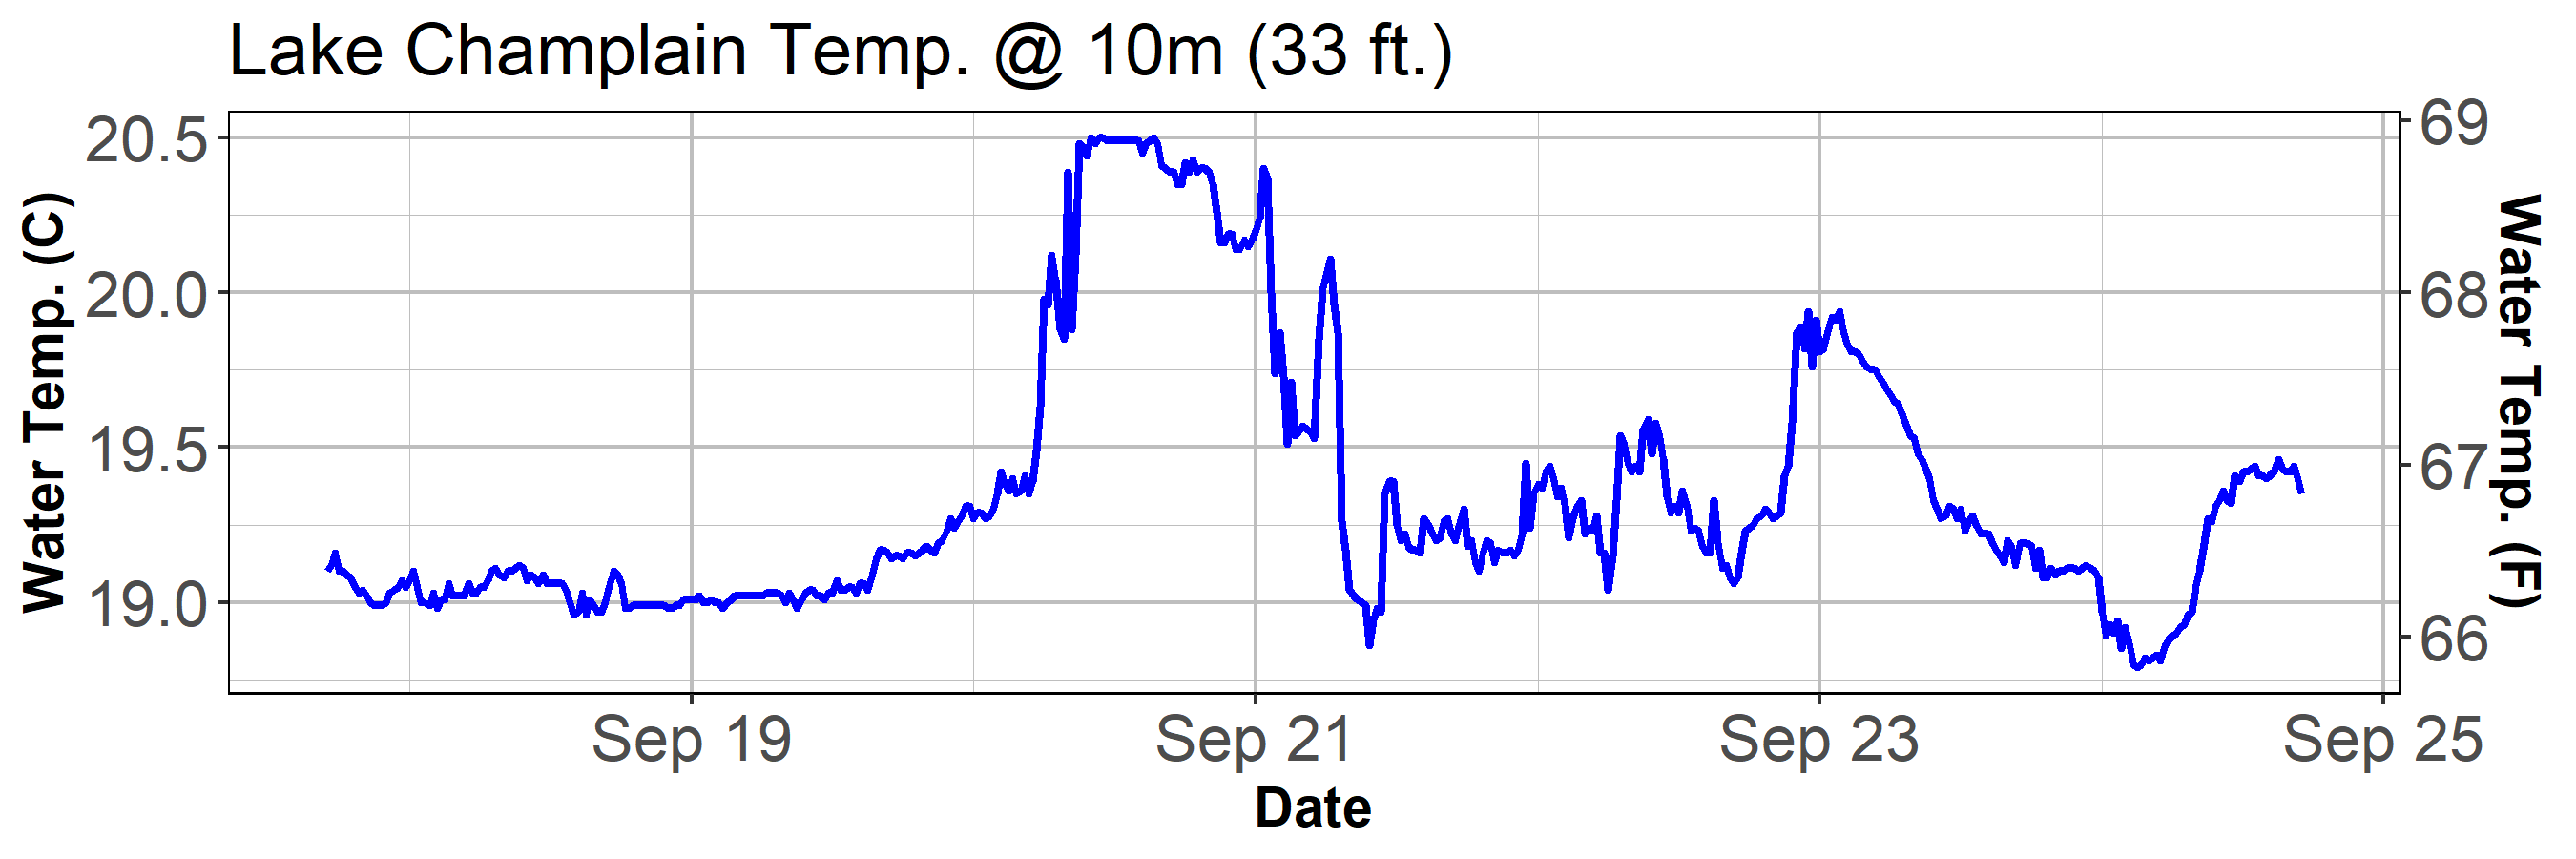 Lake Champlain Temp. @ 10m (33 ft.)
20.5
20.0
19.5
19.0
Water Temp. (C)
69
68
67
66
Water Temp. (F)
Sep 19
Sep 21
Sep 23
Sep 25
Date